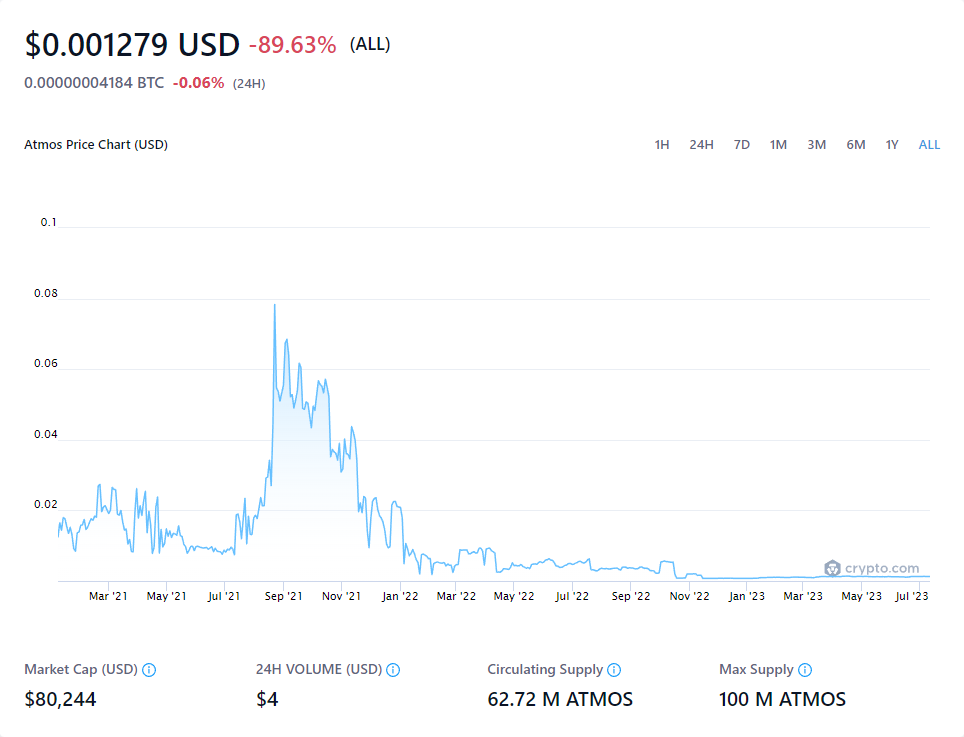 $0.001279 USD -89.63% (ALL)
0.00000004184 BTC -0.06% (24H)
Atmos Price Chart (USD) 1H 24H 7D 1M 3M 6M 1Y ALL
0.1
0.08
0.06
0.04
0.02
crypto.com
Mar '21 May '21 Jul '21 Sep '21 Nov '21 Jan '22 Mar '22 May '22 Jul '22 Sep '22 Nov '22 Jan '23 Mar '23 May '23 Jul '23
Market Cap (USD) 24H VOLUME (USD) Circulating Supply Max Supply
$80,244 $4 62.72 M ATMOS 100 M ATMOS